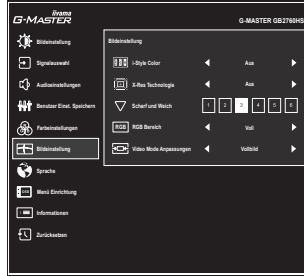 iiyama
G-MASTER
G-MASTER GB2760HS
Bildeinstellung
Signalauswahl
Audioeinstellungen
Benutzer Einst. Speichern
Farbeinstellungen
Bildeinstellung
Sprache
OSD Menü Einrichtung
Informationen
Zurücksetzen
Bildeinstellung
i-Style Color Aus
X-Res Technologie Aus
Scharf und Weich 1 2 3 4 5 6
RGB RGB Bereich Voll
Video Mode Anpassungen Vollbild